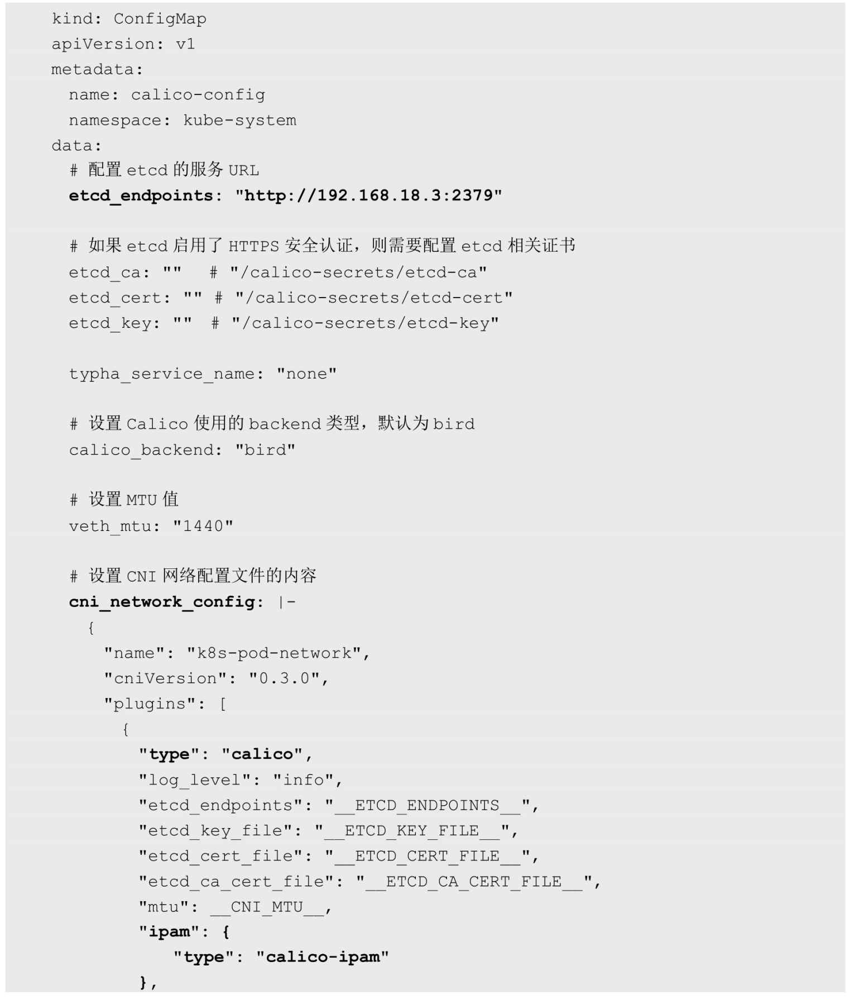 kind: ConfigMap
apiVersion: v1
metadata:
  name: calico-config
  namespace: kube-system
data:
  # 配置 etcd 的服务 URL
  etcd_endpoints: "http://192.168.18.3:2379"

  # 如果 etcd 启用了 HTTPS 安全认证，则需要配置 etcd 相关证书
  etcd_ca: ""   # "/calico-secrets/etcd-ca"
  etcd_cert: "" # "/calico-secrets/etcd-cert"
  etcd_key: ""  # "/calico-secrets/etcd-key"

  typha_service_name: "none"

  # 设置 Calico 使用的 backend 类型，默认为 bird
  calico_backend: "bird"

  # 设置 MTU 值
  veth_mtu: "1440"

  # 设置 CNI 网络配置文件的内容
  cni_network_config: |-
    {
      "name": "k8s-pod-network",
      "cniVersion": "0.3.0",
      "plugins": [
        {
          "type": "calico",
          "log_level": "info",
          "etcd_endpoints": "__ETCD_ENDPOINTS__",
          "etcd_key_file": "__ETCD_KEY_FILE__",
          "etcd_cert_file": "__ETCD_CERT_FILE__",
          "etcd_ca_cert_file": "__ETCD_CA_CERT_FILE__",
          "mtu": __CNI_MTU__,
          "ipam": {
              "type": "calico-ipam"
          },